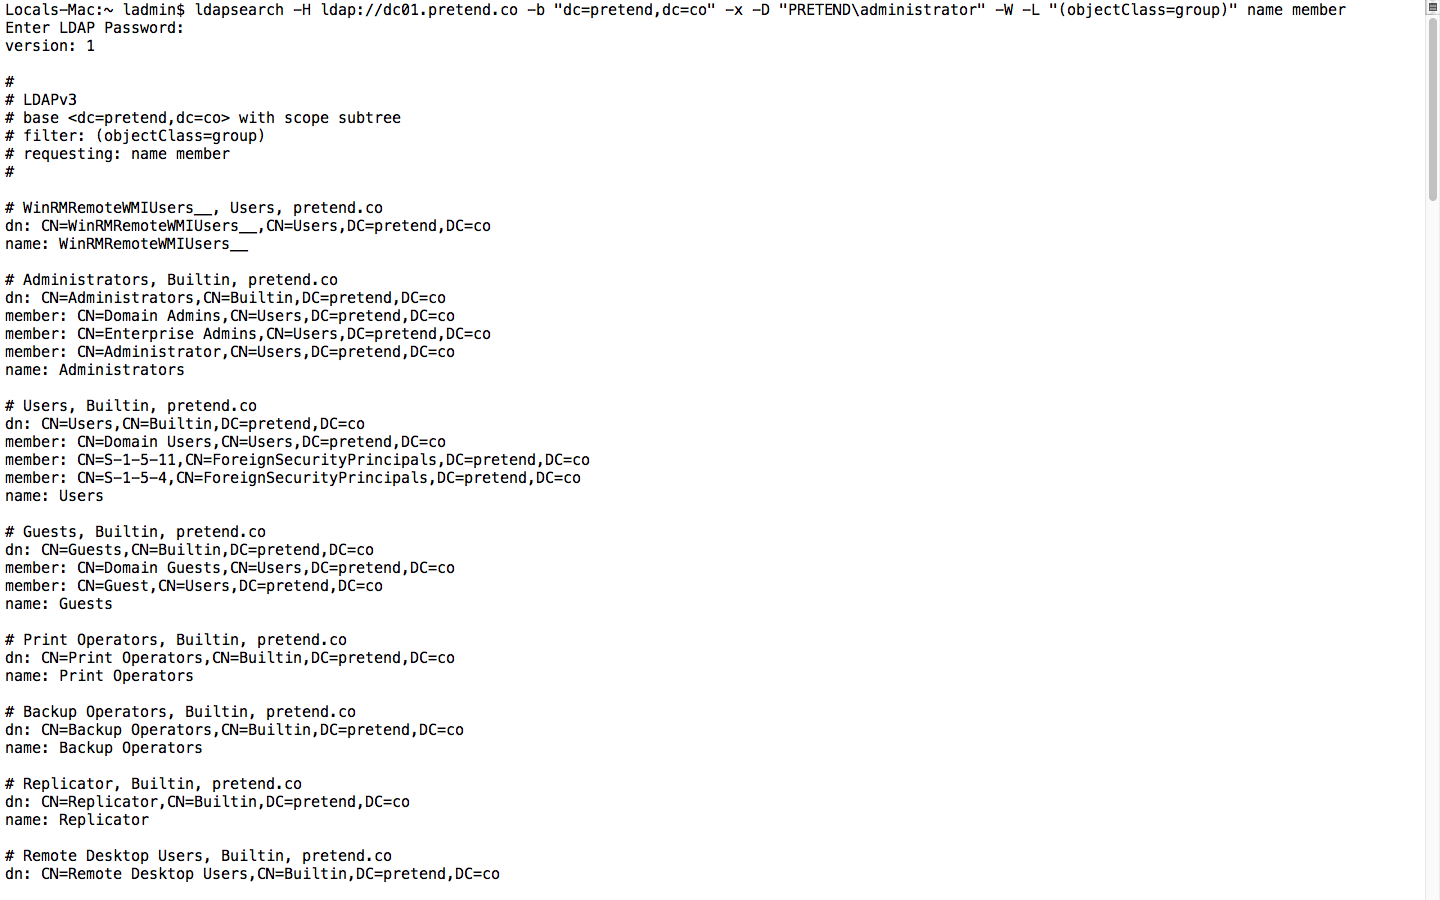 Locals-Mac:~ ladmin$ ldapsearch -H ldap://dc01.pretend.co -b "dc=pretend,dc=co" -x -D "PRETEND\administrator" -W -L "(objectClass=group)" name member
Enter LDAP Password:
version: 1
#
# LDAPv3
# base <dc=pretend,dc=co> with scope subtree
# filter: (objectClass=group)
# requesting: name member
#
# WinRMRemoteWMIUsers__, Users, pretend.co
dn: CN=WinRMRemoteWMIUsers__,CN=Users,DC=pretend,DC=co
name: WinRMRemoteWMIUsers__
# Administrators, Builtin, pretend.co
dn: CN=Administrators,CN=Builtin,DC=pretend,DC=co
member: CN=Domain Admins,CN=Users,DC=pretend,DC=co
member: CN=Enterprise Admins,CN=Users,DC=pretend,DC=co
member: CN=Administrator,CN=Users,DC=pretend,DC=co
name: Administrators
# Users, Builtin, pretend.co
dn: CN=Users,CN=Builtin,DC=pretend,DC=co
member: CN=Domain Users,CN=Users,DC=pretend,DC=co
member: CN=S-1-5-11,CN=ForeignSecurityPrincipals,DC=pretend,DC=co
member: CN=S-1-5-4,CN=ForeignSecurityPrincipals,DC=pretend,DC=co
name: Users
# Guests, Builtin, pretend.co
dn: CN=Guests,CN=Builtin,DC=pretend,DC=co
member: CN=Domain Guests,CN=Users,DC=pretend,DC=co
member: CN=Guest,CN=Users,DC=pretend,DC=co
name: Guests
# Print Operators, Builtin, pretend.co
dn: CN=Print Operators,CN=Builtin,DC=pretend,DC=co
name: Print Operators
# Backup Operators, Builtin, pretend.co
dn: CN=Backup Operators,CN=Builtin,DC=pretend,DC=co
name: Backup Operators
# Replicator, Builtin, pretend.co
dn: CN=Replicator,CN=Builtin,DC=pretend,DC=co
name: Replicator
# Remote Desktop Users, Builtin, pretend.co
dn: CN=Remote Desktop Users,CN=Builtin,DC=pretend,DC=co